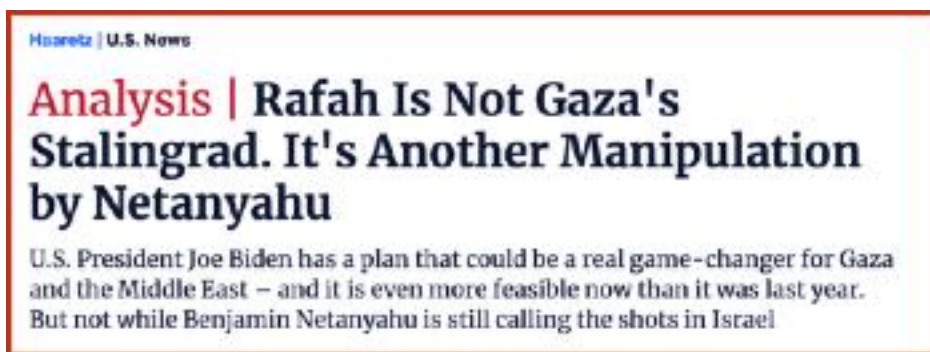 Haaretz | U.S. News
Analysis | Rafah Is Not Gaza's
Stalingrad. It's Another Manipulation
by Netanyahu
U.S. President Joe Biden has a plan that could be a real game-changer for Gaza
and the Middle East – and it is even more feasible now than it was last year.
But not while Benjamin Netanyahu is still calling the shots in Israel